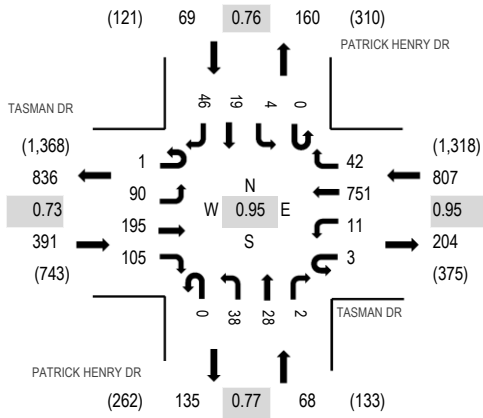 (121) 69 0.76 160 (310)
PATRICK HENRY DR
TASMAN DR
46 19 4 0
(1,368)
836
0.73
391
(743)
1
90
195
105
N
W 0.95 E
S
42
751
11
3
(1,318)
807
0.95
204
(375)
0 38 28 2
TASMAN DR
PATRICK HENRY DR
(262) 135 0.77 68 (133)